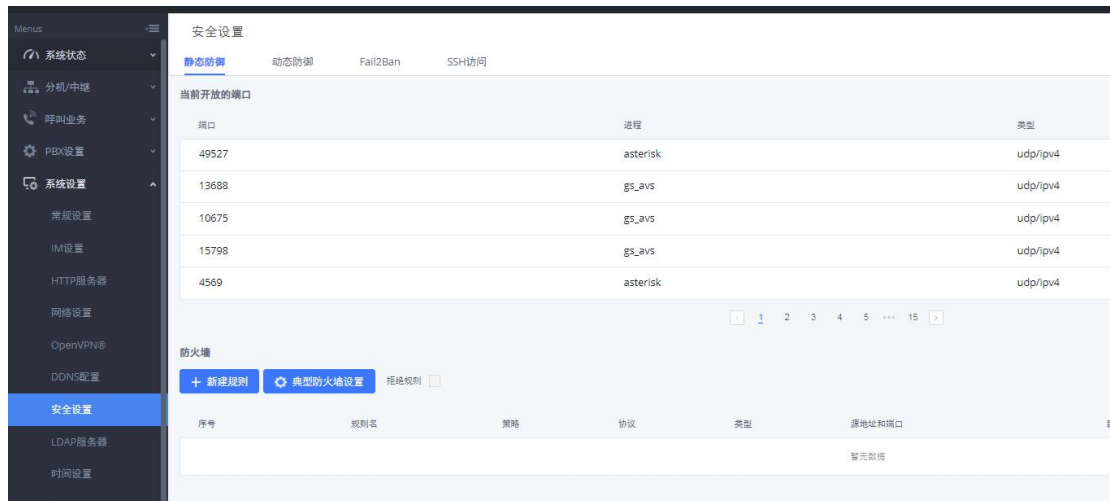 Menus
安全设置
系统状态
静态防御 动态防御 Fail2Ban SSH访问
分机/中继
当前开放的端口
呼叫业务
端口 进程 类型
PBX设置
49527 asterisk udp/ipv4
系统设置
13688 gs_avs udp/ipv4
常规设置
10675 gs_avs udp/ipv4
IM设置
15798 gs_avs udp/ipv4
HTTP服务器
4569 asterisk udp/ipv4
网络设置
< 1 2 3 4 5 ··· 15 >
OpenVPN®
防火墙
DDNS配置
+ 新建规则 典型防火墙设置 拒绝规则
安全设置
序号 规则名 策略 协议 类型 源地址和端口
LDAP服务器
暂无数据
时间设置